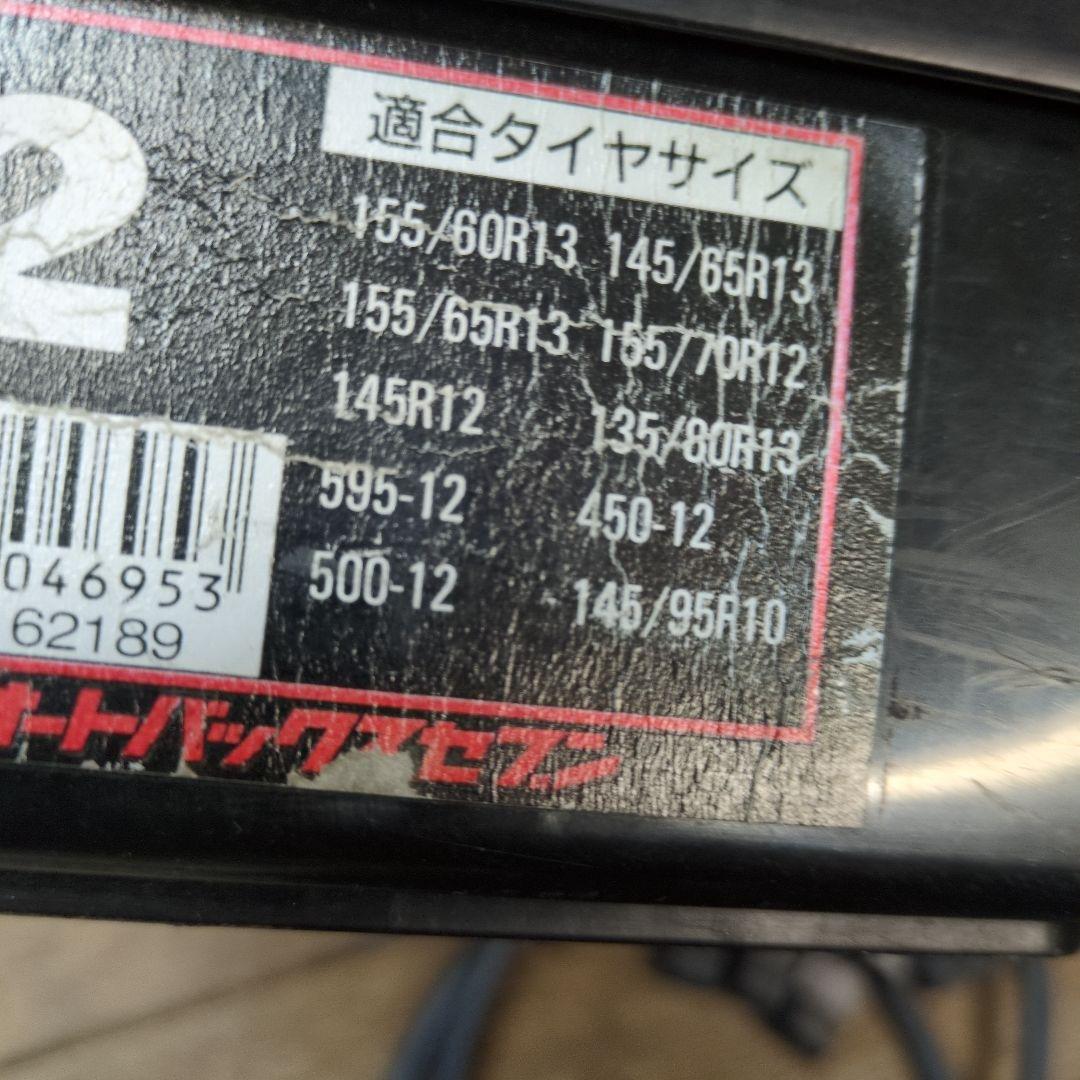 2
適合タイヤサイズ
155/60R13 145/65R13
155/65R13 155/70R12
145R12 135/80R13
595-12 450-12
500-12 145/95R10
046953
62189
オートバックスセブン